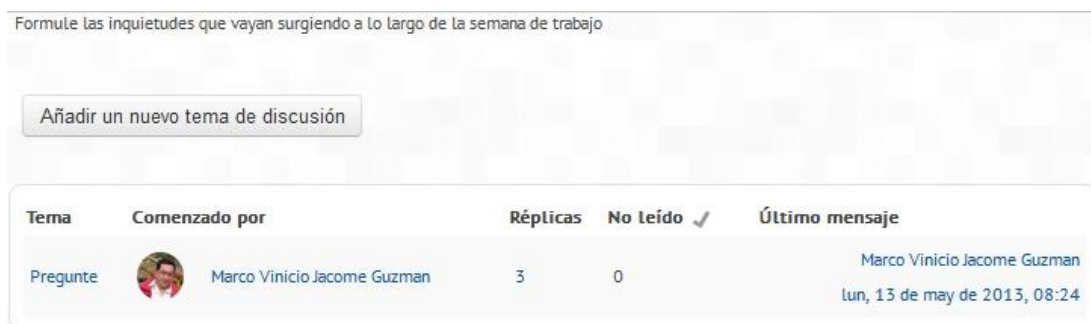 Formule las inquietudes que vayan surgiendo a lo largo de la semana de trabajo
Añadir un nuevo tema de discusión
Tema Comenzado por Réplicas No leído Último mensaje
Pregunte Marco Vinicio Jacome Guzman 3 0 Marco Vinicio Jacome Guzman
lun, 13 de may de 2013, 08:24